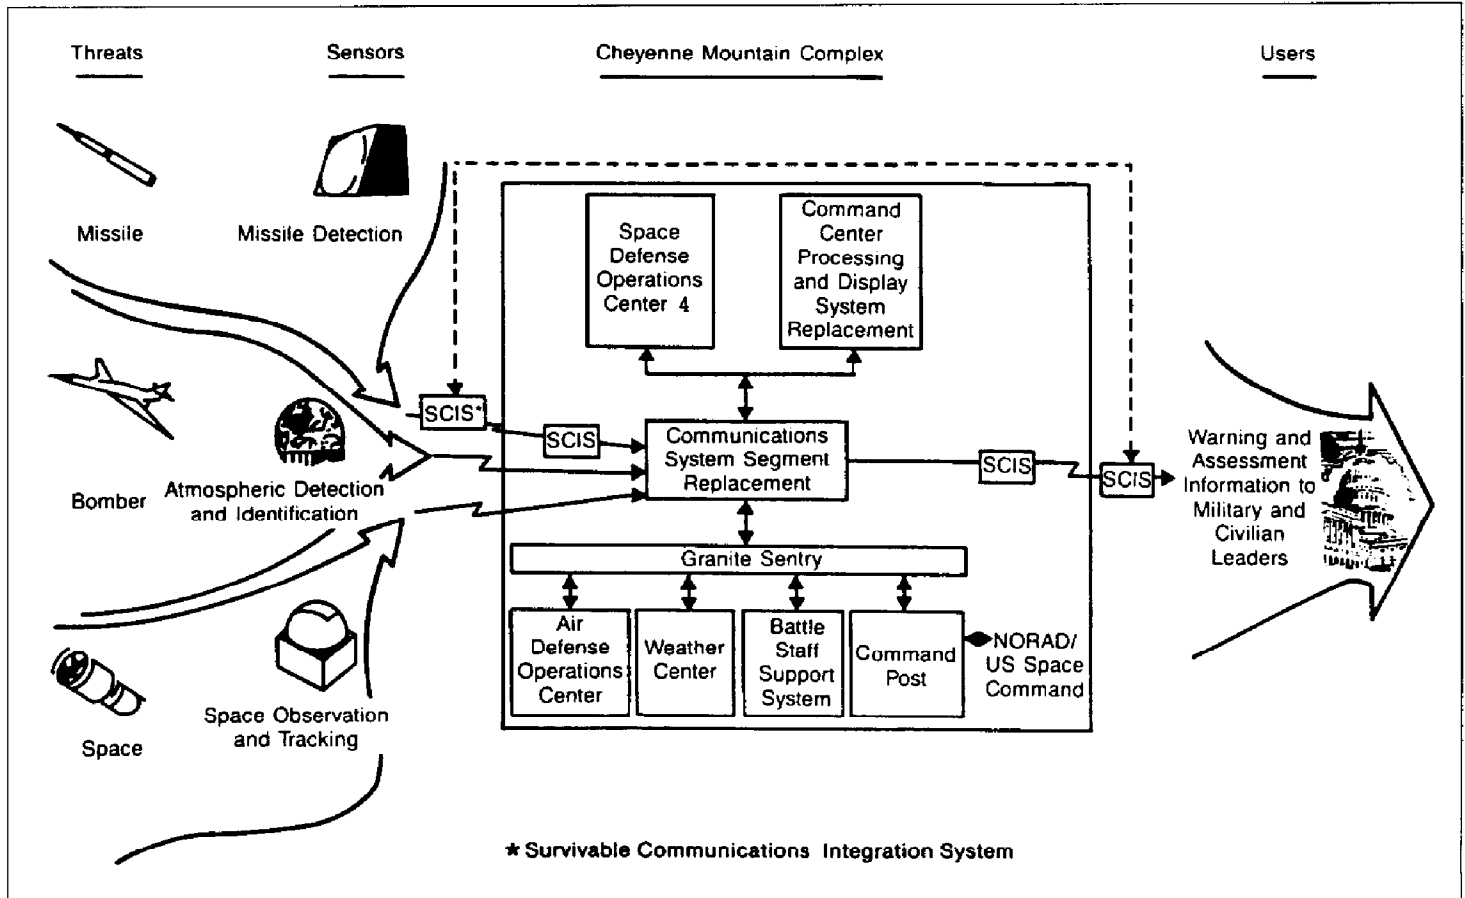 Threats
Sensors
Cheyenne Mountain Complex
Users
Missile
Missile Detection
Space
Defense
Operations
Center 4
Command
Center
Processing
and Display
System
Replacement
Bomber
Atmospheric Detection
and Identification
SCIS*
SCIS
Communications
System Segment
Replacement
SCIS
SCIS
Warning and
Assessment
Information to
Military and
Civilian
Leaders
Granite Sentry
Air
Defense
Operations
Center
Weather
Center
Battle
Staff
Support
System
Command
Post
NORAD/
US Space
Command
Space
Space Observation
and Tracking
* Survivable Communications Integration System